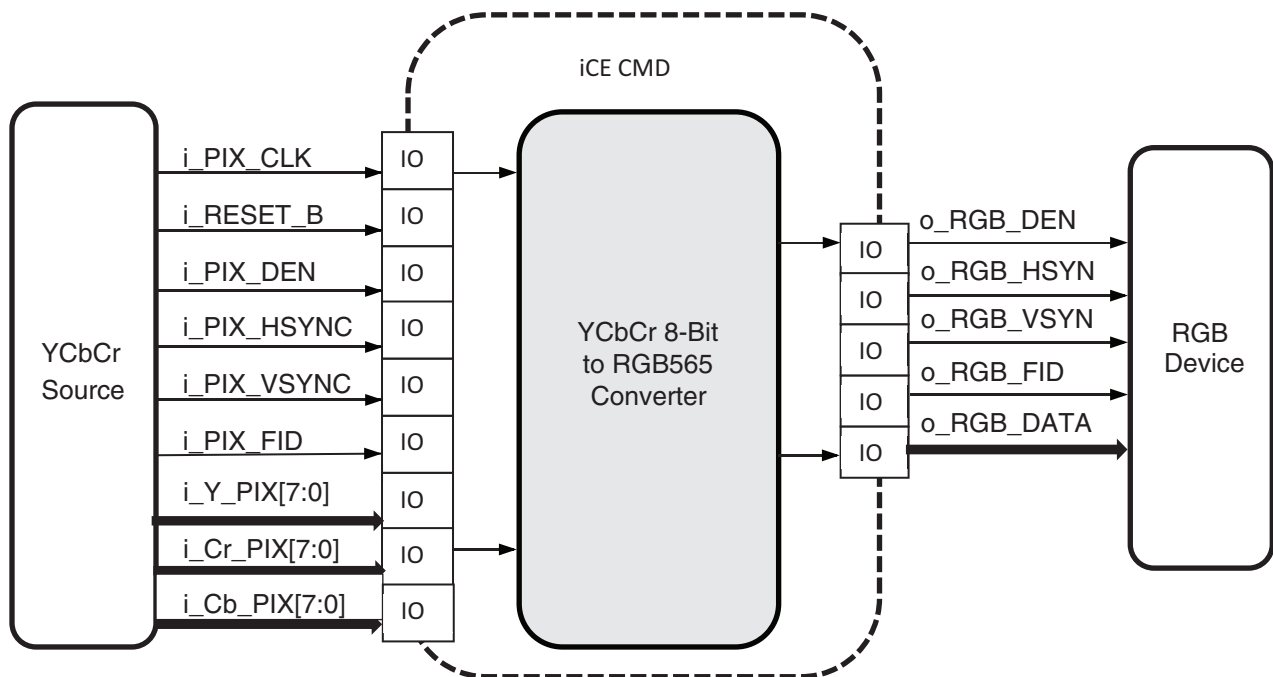 iCE CMD
YCbCr
Source
i_PIX_CLK
i_RESET_B
i_PIX_DEN
i_PIX_HSYNC
i_PIX_VSYNC
i_PIX_FID
i_Y_PIX[7:0]
i_Cr_PIX[7:0]
i_Cb_PIX[7:0]
IO
IO
IO
IO
IO
IO
IO
IO
IO
YCbCr 8-Bit
to RGB565
Converter
IO
IO
IO
IO
IO
o_RGB_DEN
o_RGB_HSYN
o_RGB_VSYN
o_RGB_FID
o_RGB_DATA
RGB
Device